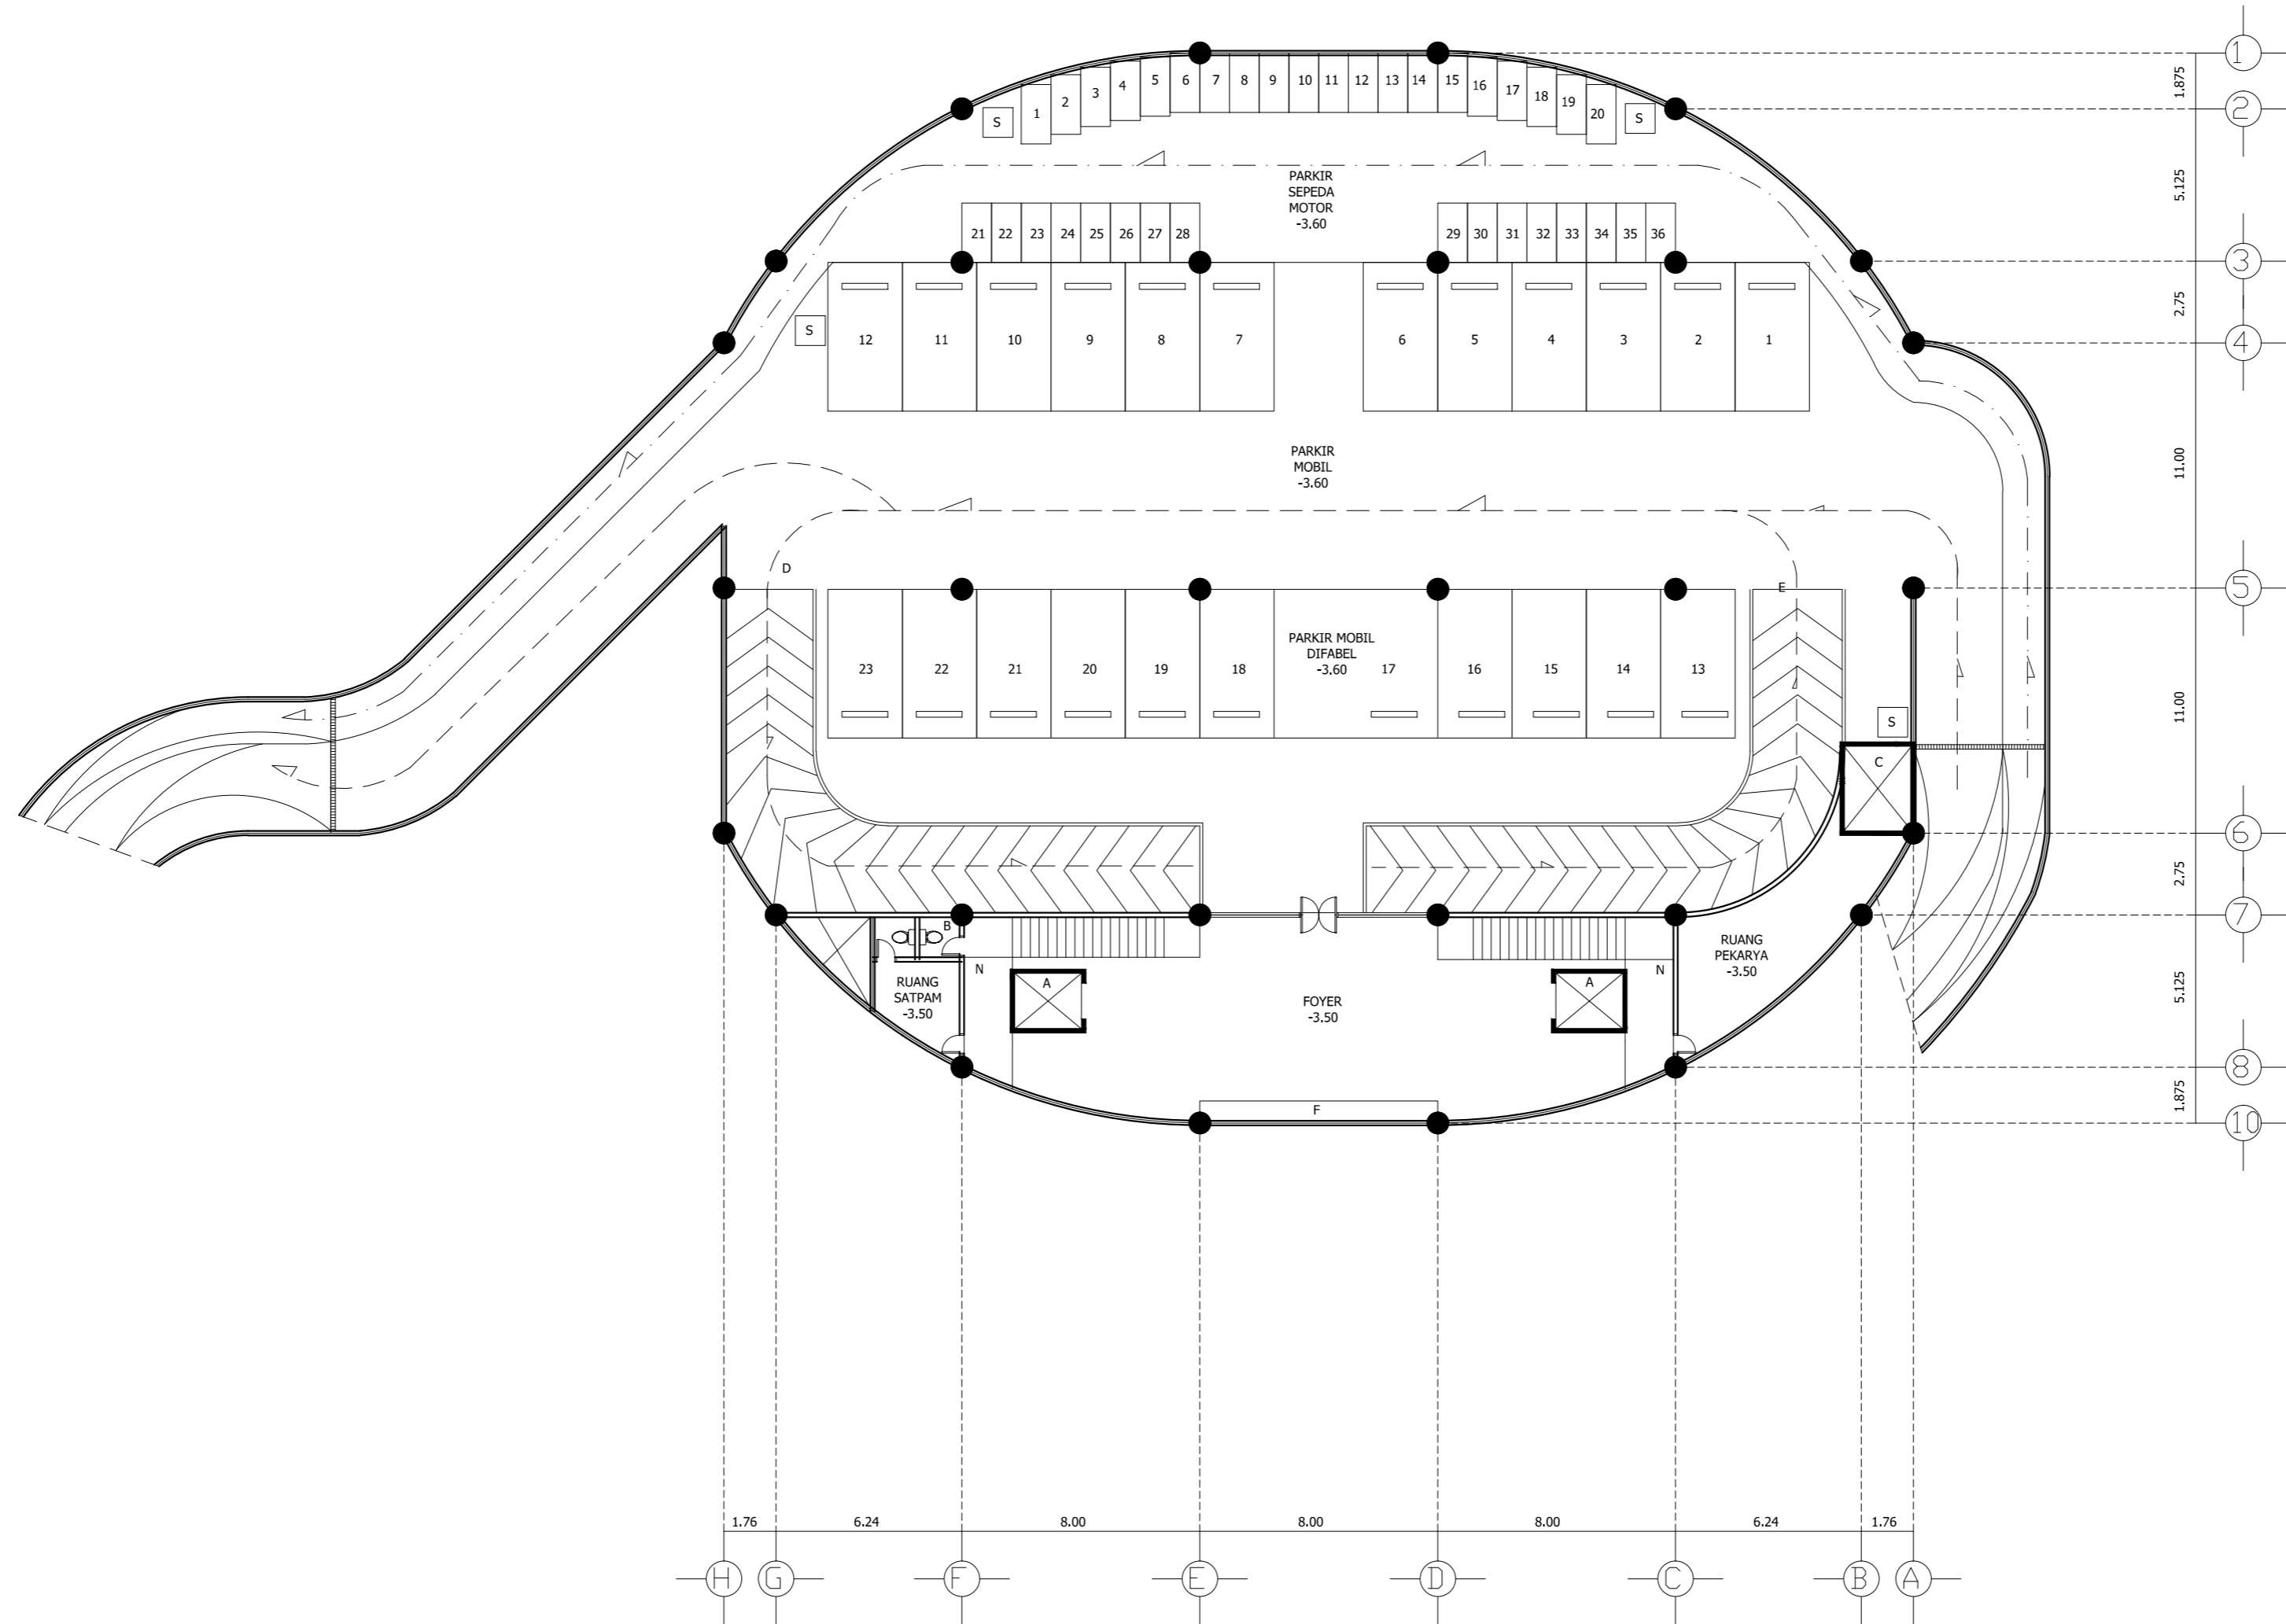 1
1.875
6 7 8 9 10 11 12 13 14 15
5 16
4 17
3 18
2 19
1 20
S
S
2
PARKIR
SEPEDA
MOTOR
-3.60
5.125
21 22 23 24 25 26 27 28
29 30 31 32 33 34 35 36
3
2.75
S
12 11 10 9 8 7
6 5 4 3 2 1
4
PARKIR
MOBIL
-3.60
11.00
D
E
5
PARKIR MOBIL
DIFABEL
-3.60
23 22 21 20 19 18
17 16 15 14 13
11.00
S
C
6
2.75
7
B
N
RUANG
SATPAM
-3.50
A
FOYER
-3.50
A
N
RUANG
PEKARYA
-3.50
5.125
8
1.875
F
10
1.76 6.24 8.00 8.00 8.00 6.24 1.76
H G F E D C B A